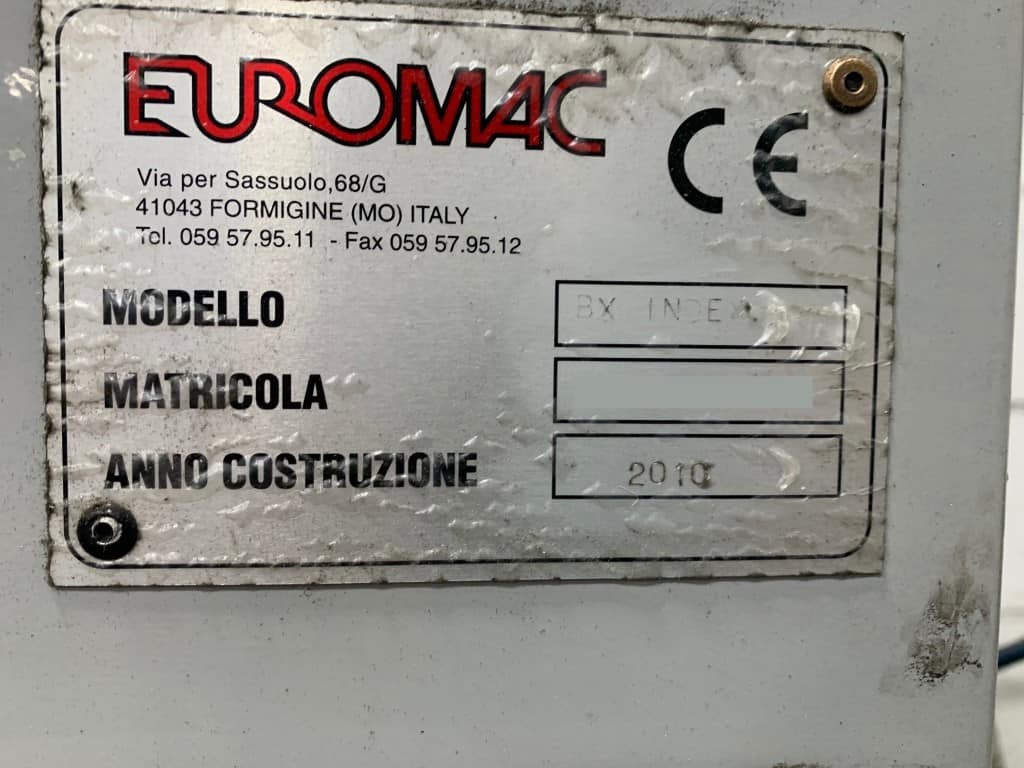 EUROMAC
CE
Via per Sassuolo,68/G
41043 FORMIGINE (MO) ITALY
Tel. 059 57.95.11 - Fax 059 57.95.12
MODELLO BX INDEX
MATRICOLA
ANNO COSTRUZIONE 2010